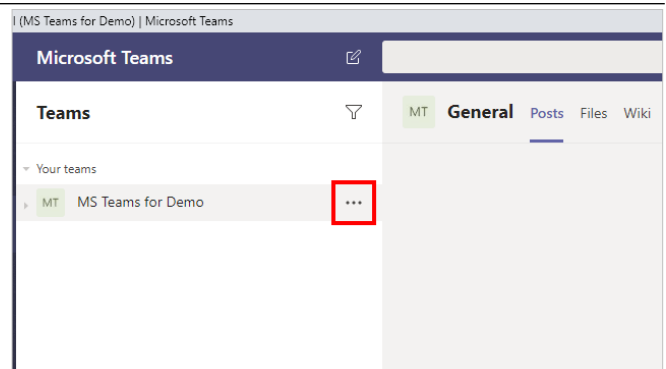 I (MS Teams for Demo) | Microsoft Teams
Microsoft Teams
Teams
MT General Posts Files Wiki
Your teams
MT MS Teams for Demo